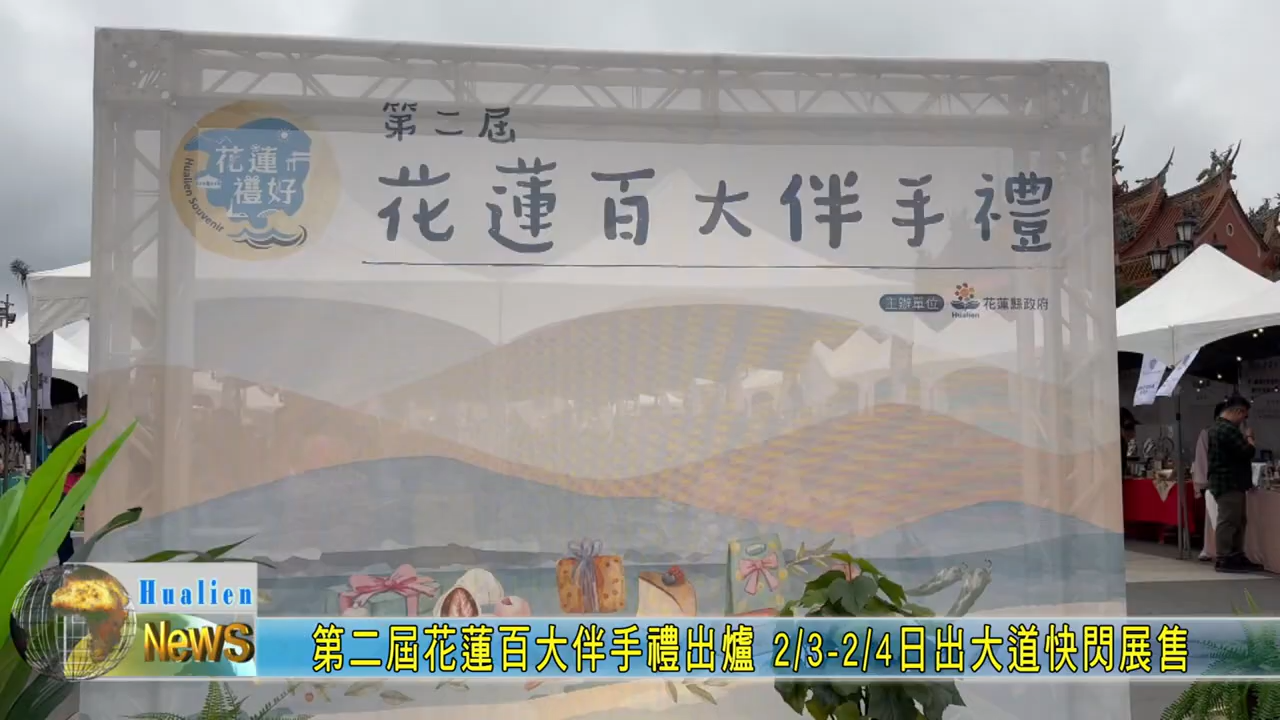 第二屆
花蓮百大伴手禮
花蓮
禮好
Hualien Souvenir
主辦單位
Hualien
花蓮縣政府
Hualien
NewS
第二屆花蓮百大伴手禮出爐 2/3-2/4日出大道快閃展售